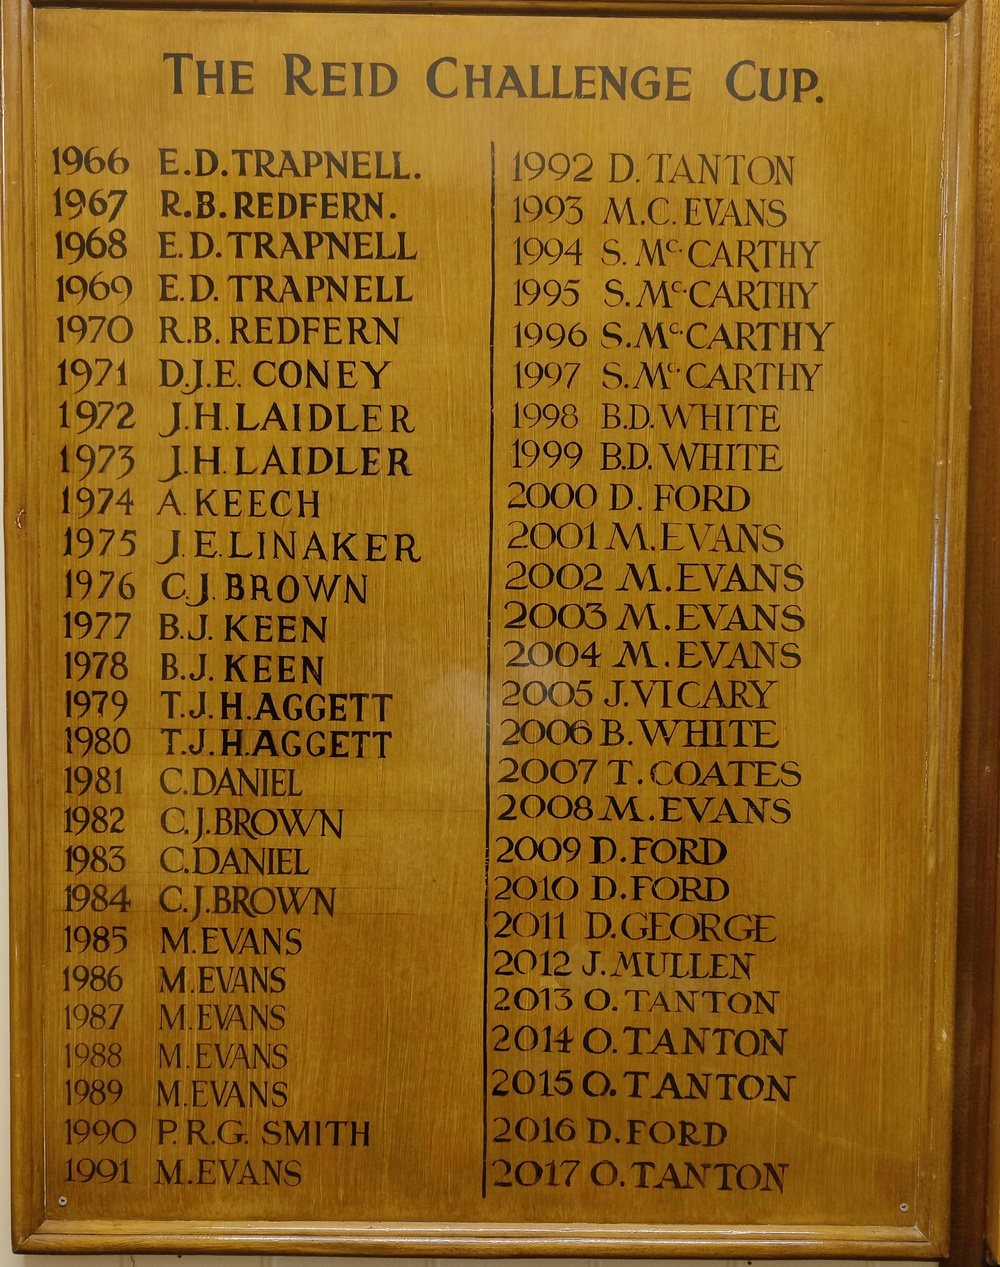 THE REID CHALLENGE CUP.
1966 E.D. TRAPNELL.
1967 R.B. REDFERN.
1968 E.D. TRAPNELL
1969 E.D. TRAPNELL
1970 R.B. REDFERN
1971 D.J.E. CONEY
1972 J.H. LAIDLER
1973 J.H. LAIDLER
1974 A. KEECH
1975 J.E. LINAKER
1976 C.J. BROWN
1977 B.J. KEEN
1978 B.J. KEEN
1979 T.J. HAGGETT
1980 T.J. HAGGETT
1981 C. DANIEL
1982 C.J. BROWN
1983 C. DANIEL
1984 C.J. BROWN
1985 M. EVANS
1986 M. EVANS
1987 M. EVANS
1988 M. EVANS
1989 M. EVANS
1990 P.R.G. SMITH
1991 M. EVANS
1992 D. TANTON
1993 M.C. EVANS
1994 S. Mc. CARTHY
1995 S. Mc. CARTHY
1996 S. Mc. CARTHY
1997 S. Mc. CARTHY
1998 B.D. WHITE
1999 B.D. WHITE
2000 D. FORD
2001 M. EVANS
2002 M. EVANS
2003 M. EVANS
2004 M. EVANS
2005 J. VICARY
2006 B. WHITE
2007 T. COATES
2008 M. EVANS
2009 D. FORD
2010 D. FORD
2011 D. GEORGE
2012 J. MULLEN
2013 O. TANTON
2014 O. TANTON
2015 O. TANTON
2016 D. FORD
2017 O. TANTON